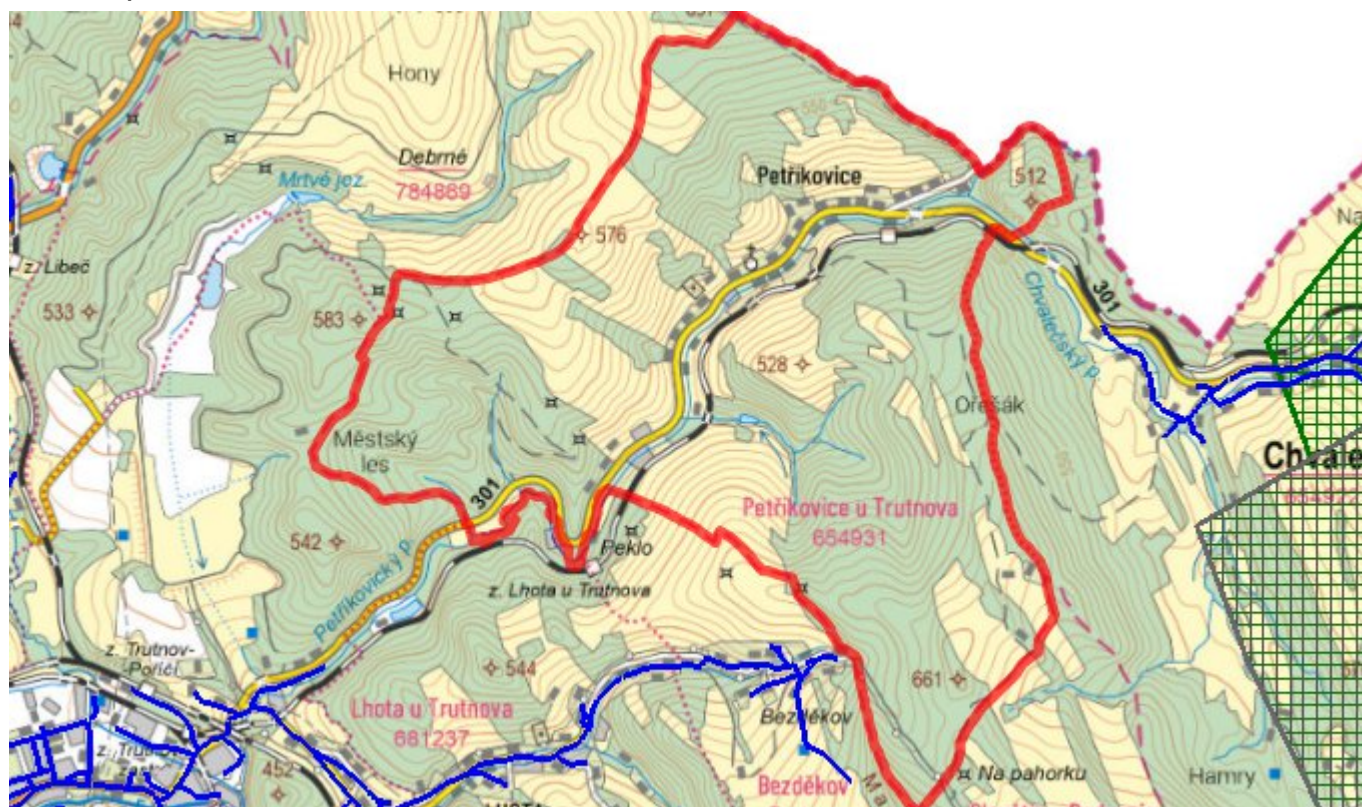 Hony
550
Debrné
784889
Petříkovice
512
Mrtvé jez.
576
z. Libeč
533
583
Chvalečský p.
301
528
Ořešák
Městský
les
301
Chvale
542
Petříkovický p.
Petříkovice u Trutnova
654931
Peklo
z. Lhota u Trutnova
z. Trutnov-
Poříčí
544
661
Lhota u Trutnova
681237
Bezděkov
452
Na pahorku
Hamry
Bezděkov